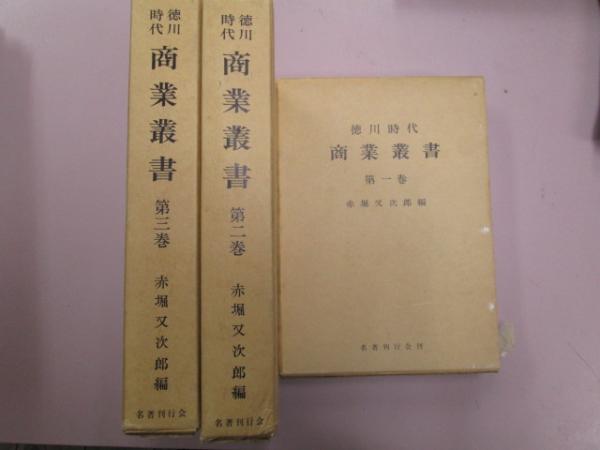 徳川
時代
商業叢書
第三巻
赤堀又次郎編
名著刊行会
徳川
時代
商業叢書
第二巻
赤堀又次郎編
名著刊行会
徳川時代
商業叢書
第一巻
赤堀又次郎編
名著刊行会刊